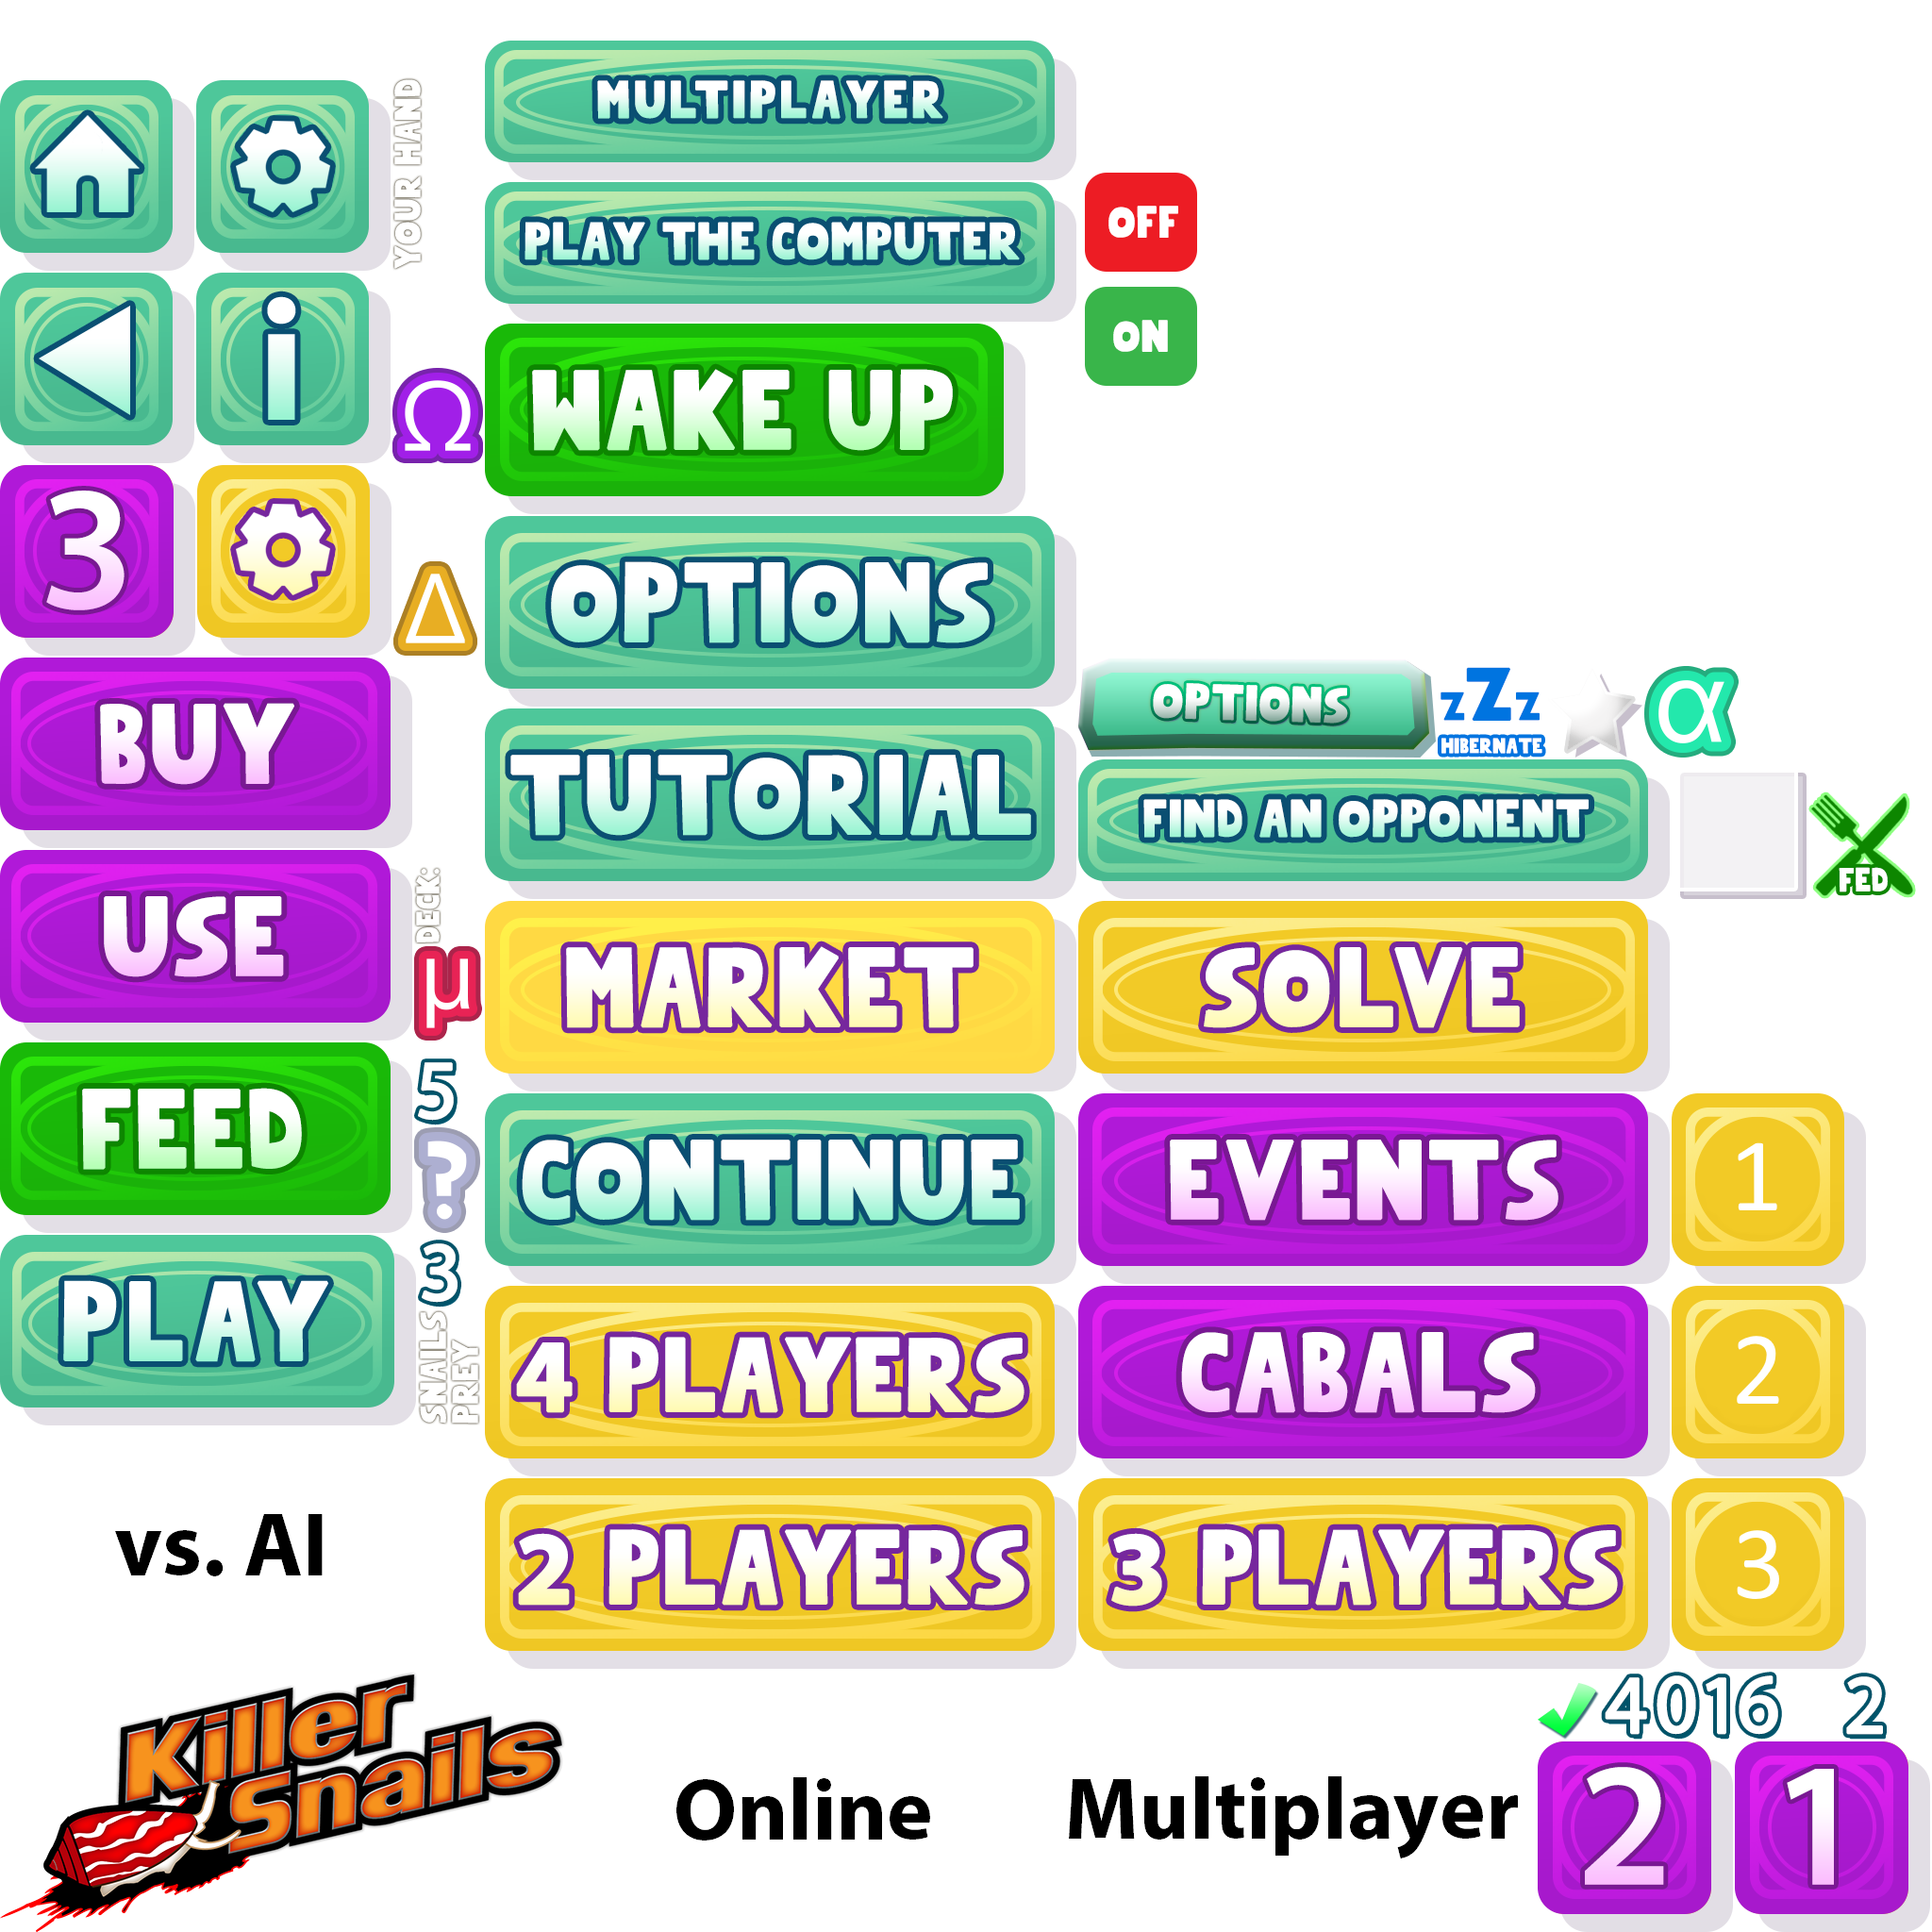 MULTIPLAYER
YOUR HAND
PLAY THE COMPUTER
OFF
ON
i
Ω
WAKE UP
3
Δ
OPTIONS
BUY
OPTIONS
zZz
HIBERNATE
α
TUTORIAL
FIND AN OPPONENT
FED
USE
DECK:
μ
MARKET
SOLVE
FEED
5
?
CONTINUE
EVENTS
1
PLAY
3
SNAILS
PREY
4 PLAYERS
CABALS
2
vs. AI
2 PLAYERS
3 PLAYERS
3
Killer
Snails
Online
Multiplayer
4016 2
2
1